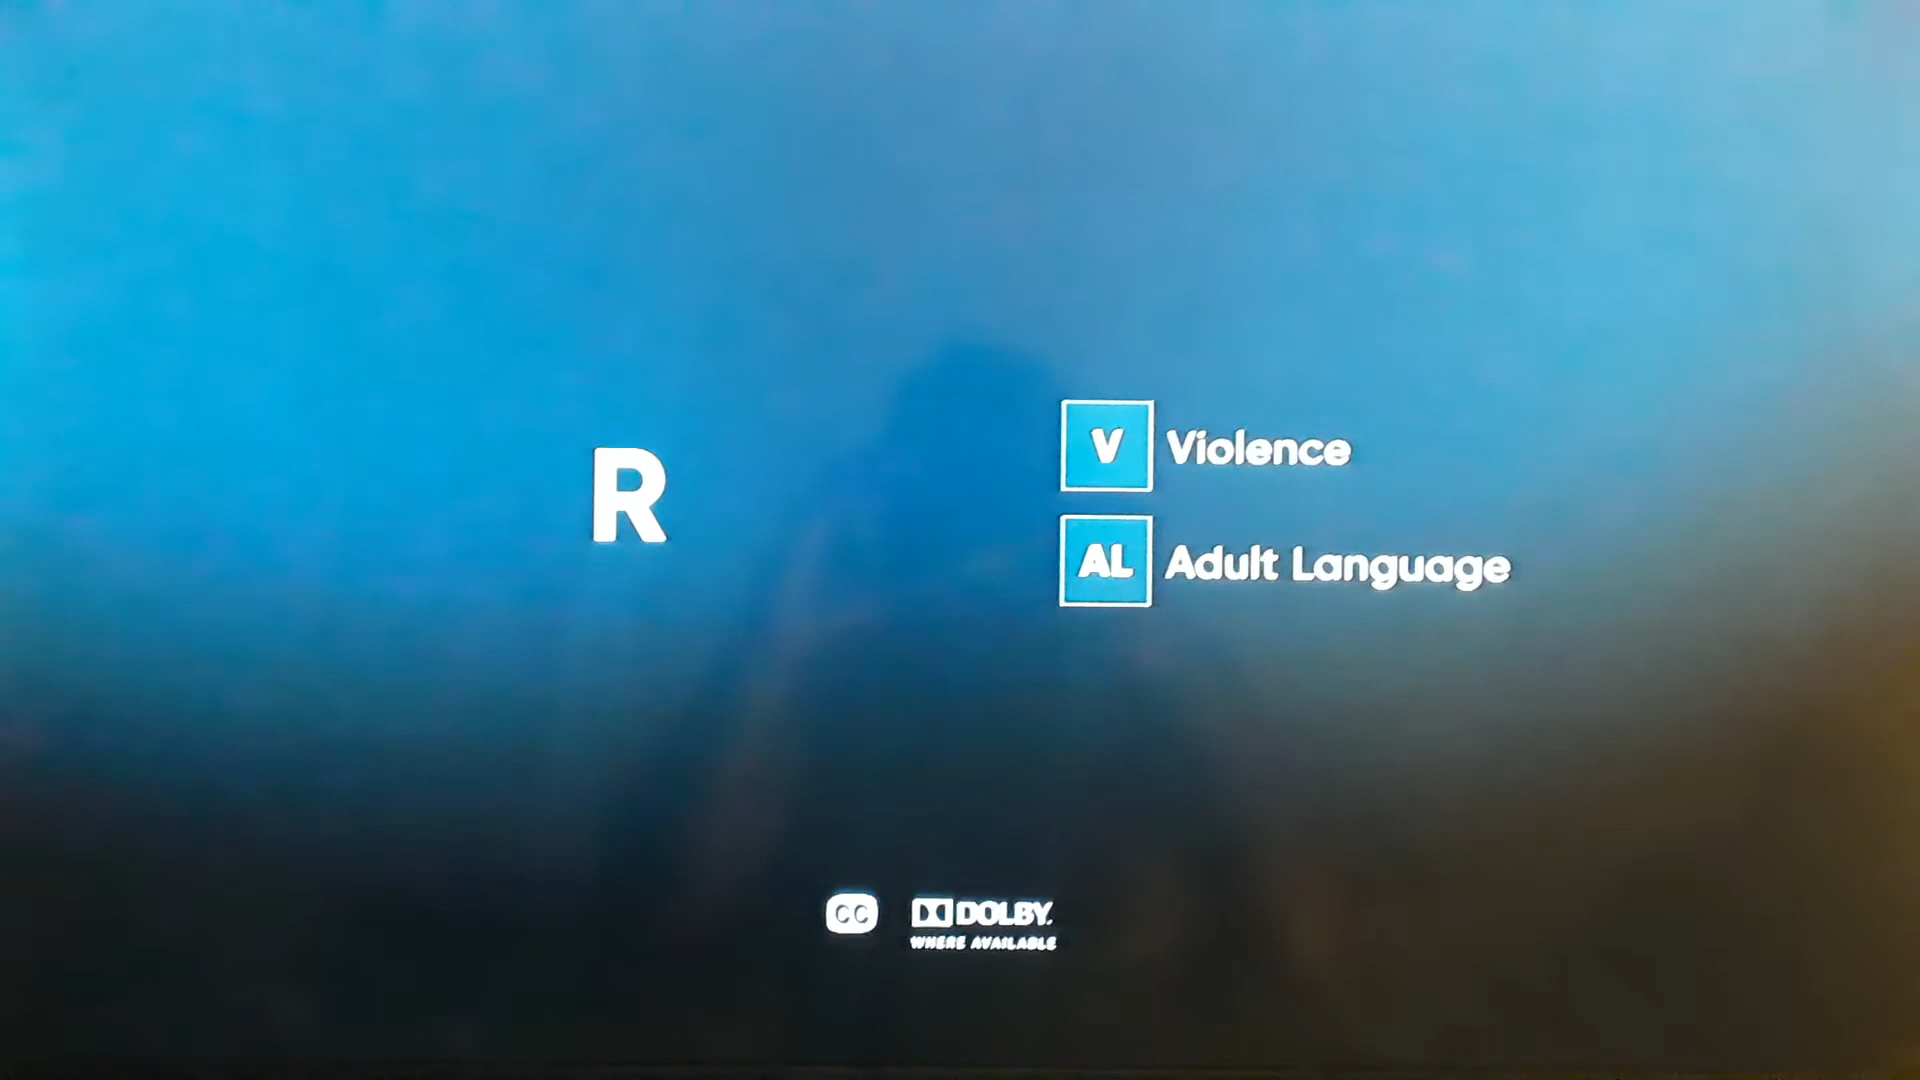 R
V Violence
AL Adult Language
CC DOLBY.
WHERE AVAILABLE